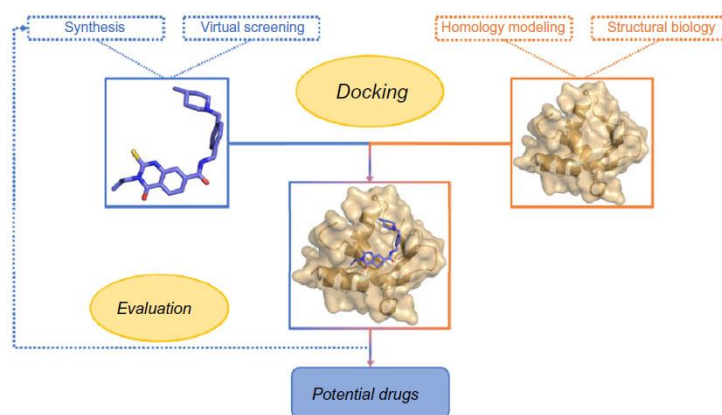 Synthesis
Virtual screening
Homology modeling
Structural biology
Docking
Evaluation
Potential drugs